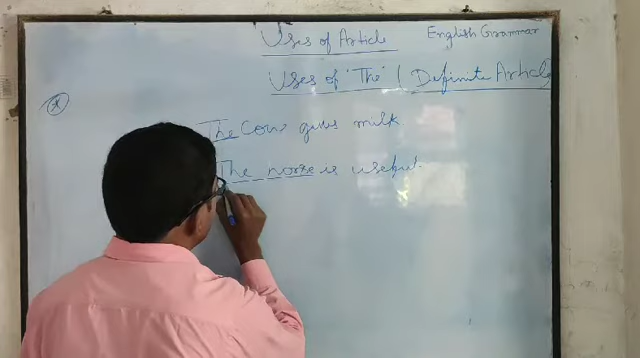 Uses of Article English Grammar
Uses of 'The' (Definite Article
The Cow gives milk.
The horse is useful.